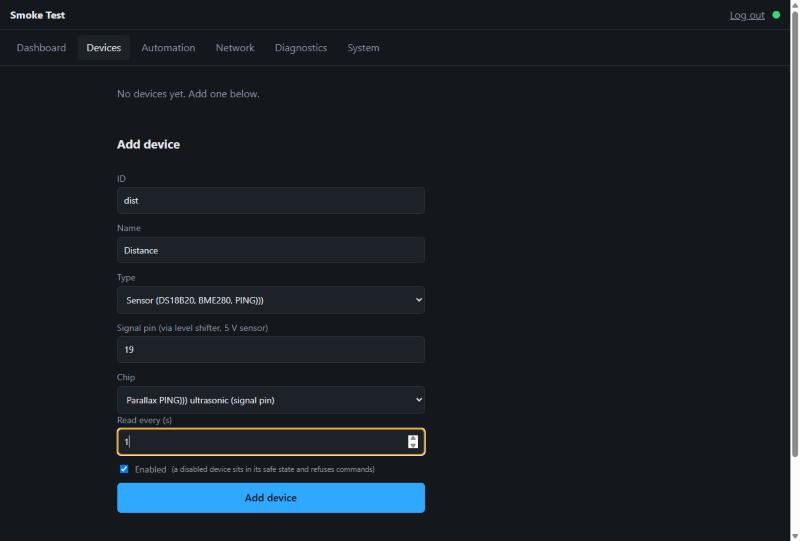 Smoke Test
Log out
Dashboard Devices Automation Network Diagnostics System
No devices yet. Add one below.
Add device
ID
dist
Name
Distance
Type
Sensor (DS18B20, BME280, PING)))
Signal pin (via level shifter, 5 V sensor)
19
Chip
Parallax PING))) ultrasonic (signal pin)
Read every (s)
1
Enabled (a disabled device sits in its safe state and refuses commands)
Add device